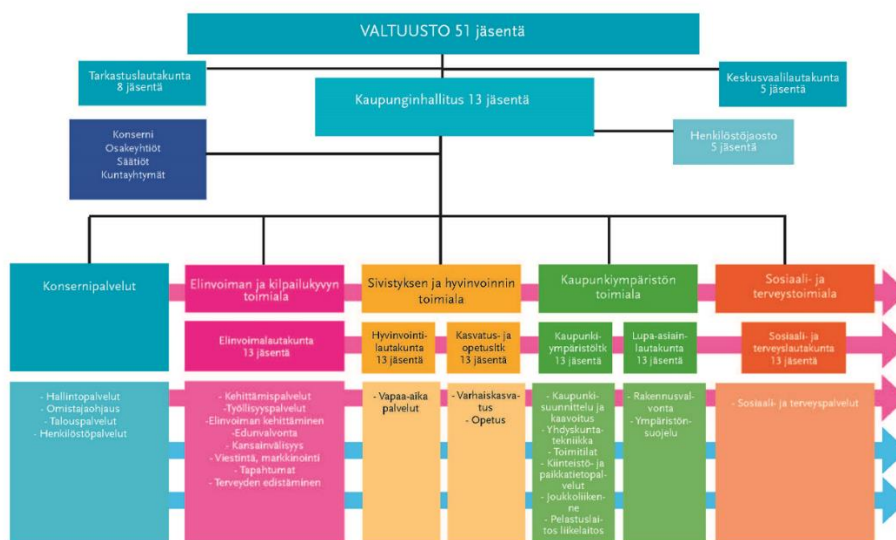 VALTUUSTO 51 jäsentä
Tarkastuslautakunta
8 jäsentä
Keskusvaalilautakunta
5 jäsentä
Kaupunginhallitus 13 jäsentä
Konserni
Osakeyhtiöt
Säätiöt
Kuntayhtymät
Henkilöstöjaosto
5 jäsentä
Konsernipalvelut
Elinvoiman ja kilpailukyvyn
toimiala
Sivistyksen ja hyvinvoinnin
toimiala
Kaupunkiympäristön
toimiala
Sosiaali- ja
terveystoimiala
Elinvoimalautakunta
13 jäsentä
Hyvinvointi-
lautakunta
13 jäsentä
Kasvatus- ja
opetusltk
13 jäsentä
Kaupunki-
ympäristöltk
13 jäsentä
Lupa-asiain-
lautakunta
13 jäsentä
Sosiaali- ja
terveyslautakunta
13 jäsentä
- Hallintopalvelut
- Omistajaohjaus
- Talouspalvelut
- Henkilöstöpalvelut
- Kehittämispalvelut
-Työllisyyspalvelut
-Elinvoiman kehittäminen
- Edunvalvonta
- Kansainvälisyys
- Viestintä, markkinointi
- Tapahtumat
- Terveyden edistäminen
- Vapaa-aika
palvelut
- Varhaiskasva-
tus
- Opetus
- Kaupunki-
suunnittelu ja
kaavoitus
- Yhdyskunta-
tekniikka
- Toimitilat
- Kiinteistö- ja
paikkatietopal-
velut
- Joukkoliiken-
ne
- Pelastuslai-
tos liikelaitos
- Rakennusval-
vonta
- Ympäristön-
suojelu
- Sosiaali- ja terveyspalvelut